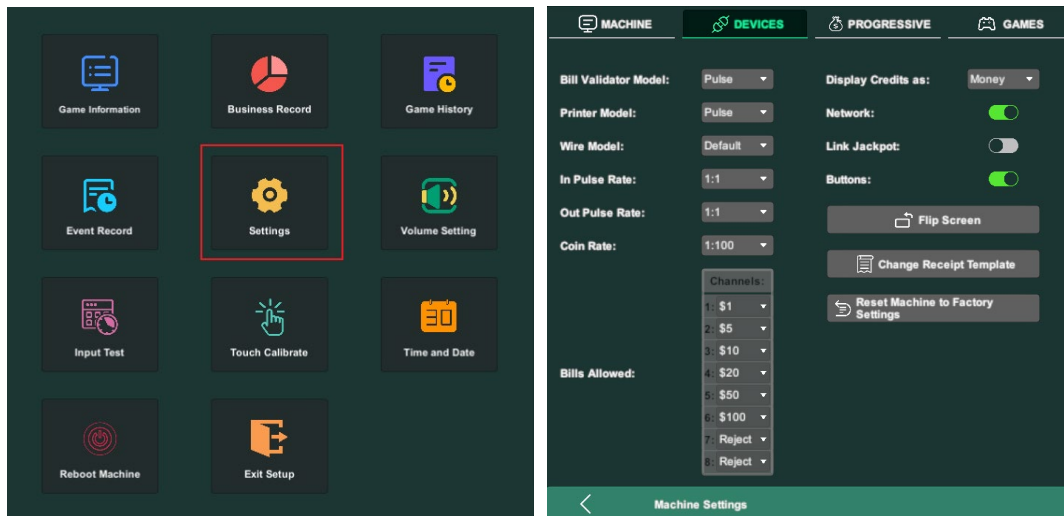 Game Information
Business Record
Game History
Event Record
Settings
Volume Setting
30
Input Test
Touch Calibrate
Time and Date
Reboot Machine
Exit Setup
MACHINE
DEVICES
PROGRESSIVE
GAMES
Bill Validator Model: Pulse
Display Credits as: Money
Printer Model: Pulse
Network:
Wire Model: Default
Link Jackpot:
In Pulse Rate: 1:1
Buttons:
Out Pulse Rate: 1:1
Flip Screen
Coin Rate: 1:100
Change Receipt Template
Channels:
Reset Machine to Factory
Settings
Bills Allowed:
1: $1
2: $5
3: $10
4: $20
5: $50
6: $100
7: Reject
8: Reject
Machine Settings